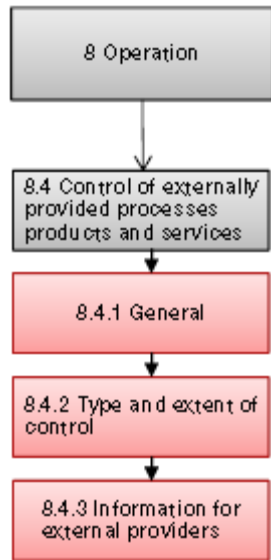 8 Operation
8.4 Control of externally
provided processes
products and services
8.4.1 General
8.4.2 Type and extent of
control
8.4.3 Information for
external providers